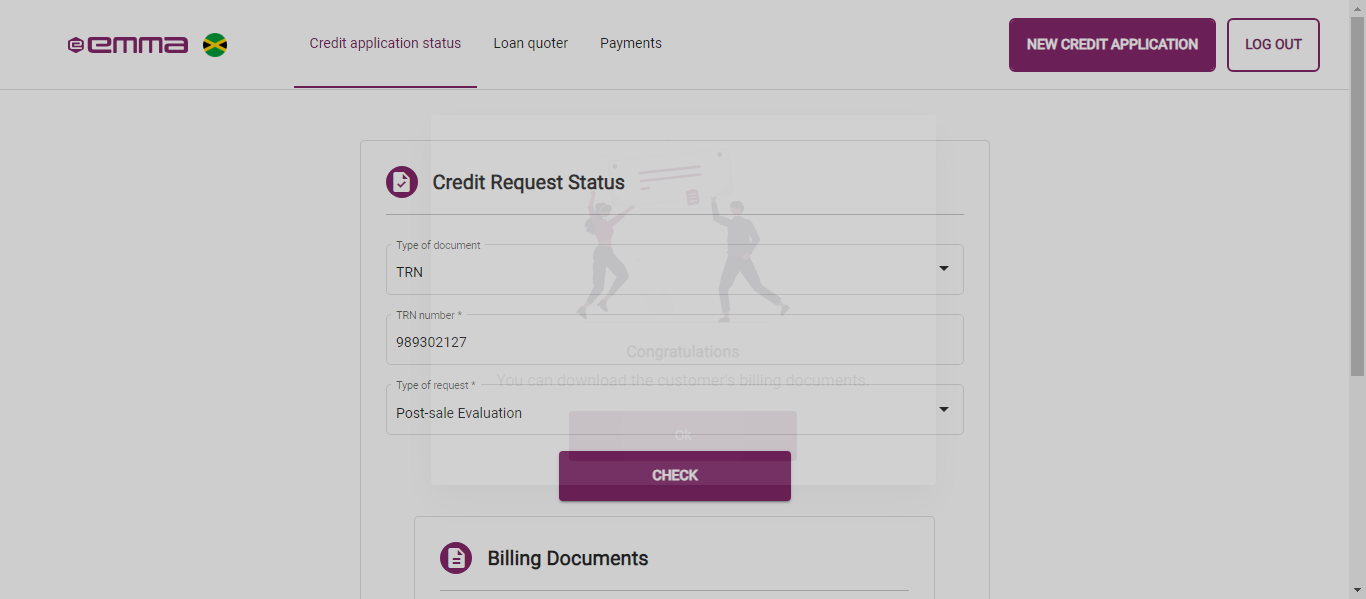 emma
Credit application status
Loan quoter
Payments
NEW CREDIT APPLICATION
LOG OUT
Credit Request Status
Type of document
TRN
TRN number *
989302127
Congratulations
You can download the customer's billing documents.
Type of request *
Post-sale Evaluation
Ok
CHECK
Billing Documents